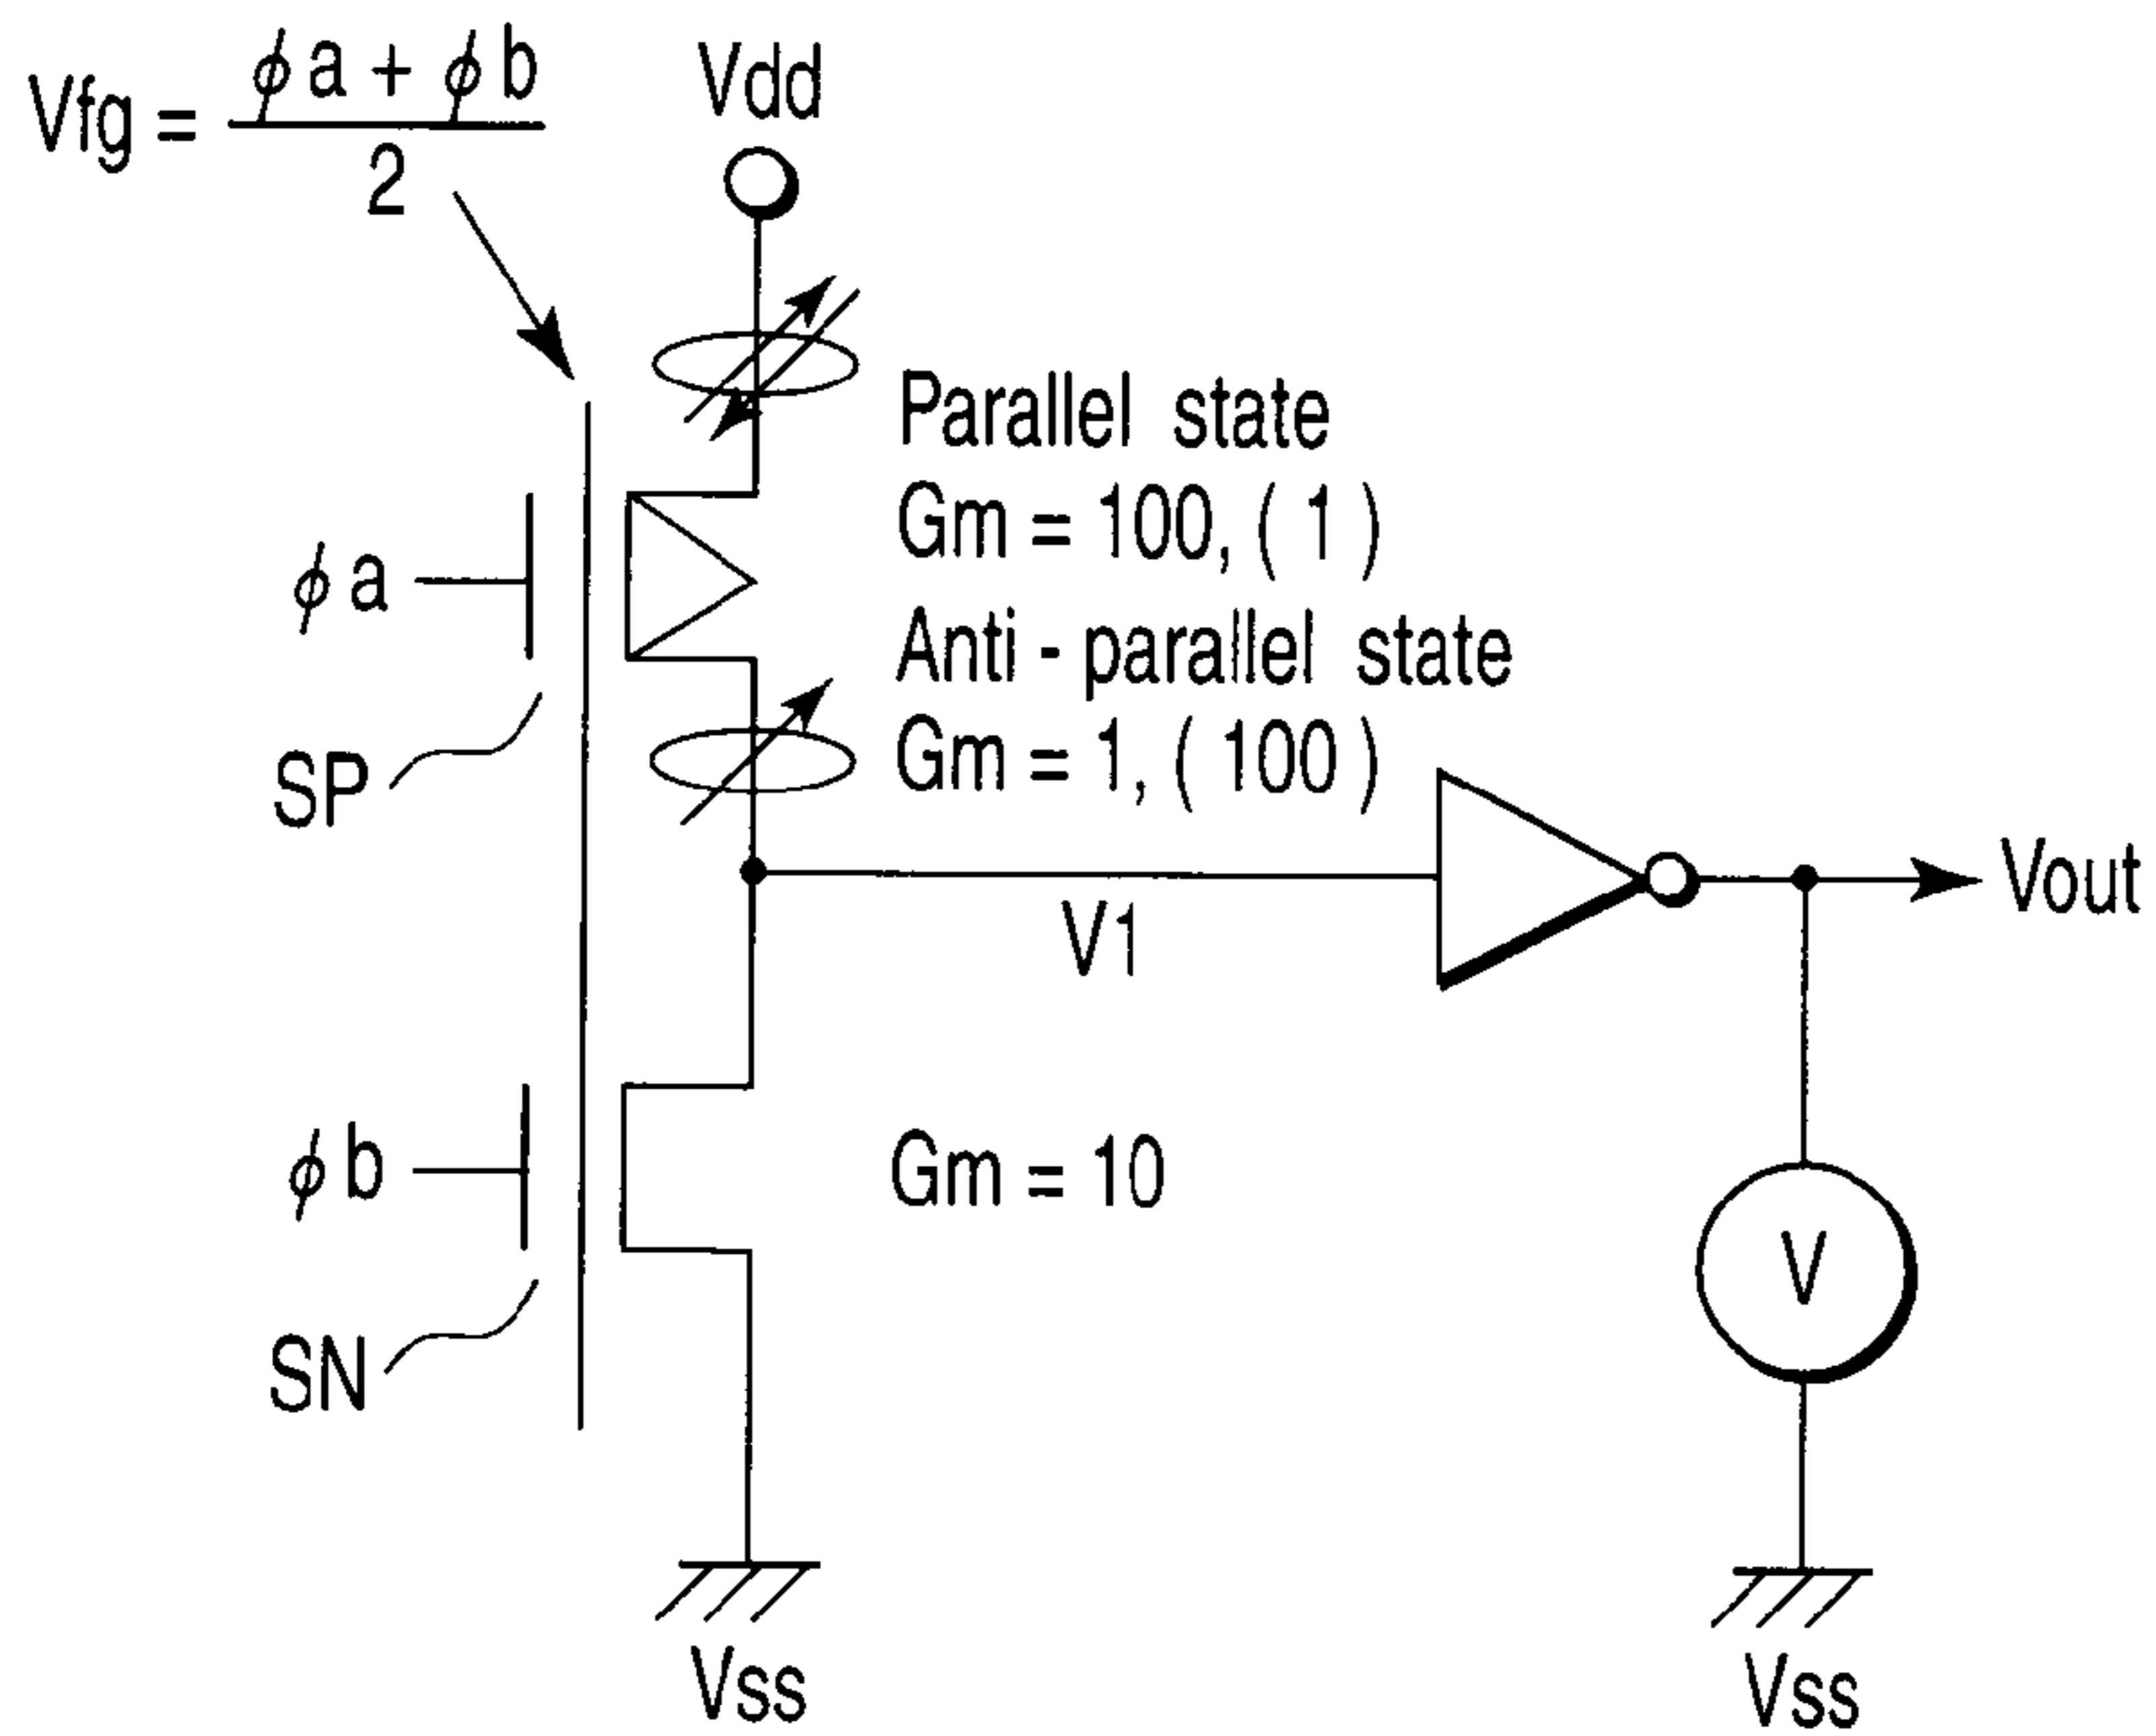 Vfg = ϕa + ϕb / 2
Vdd
Parallel state
Gm = 100, ( 1 )
Anti - parallel state
Gm = 1, ( 100 )
ϕa
SP
V1
Vout
ϕb
Gm = 10
SN
V
Vss
Vss